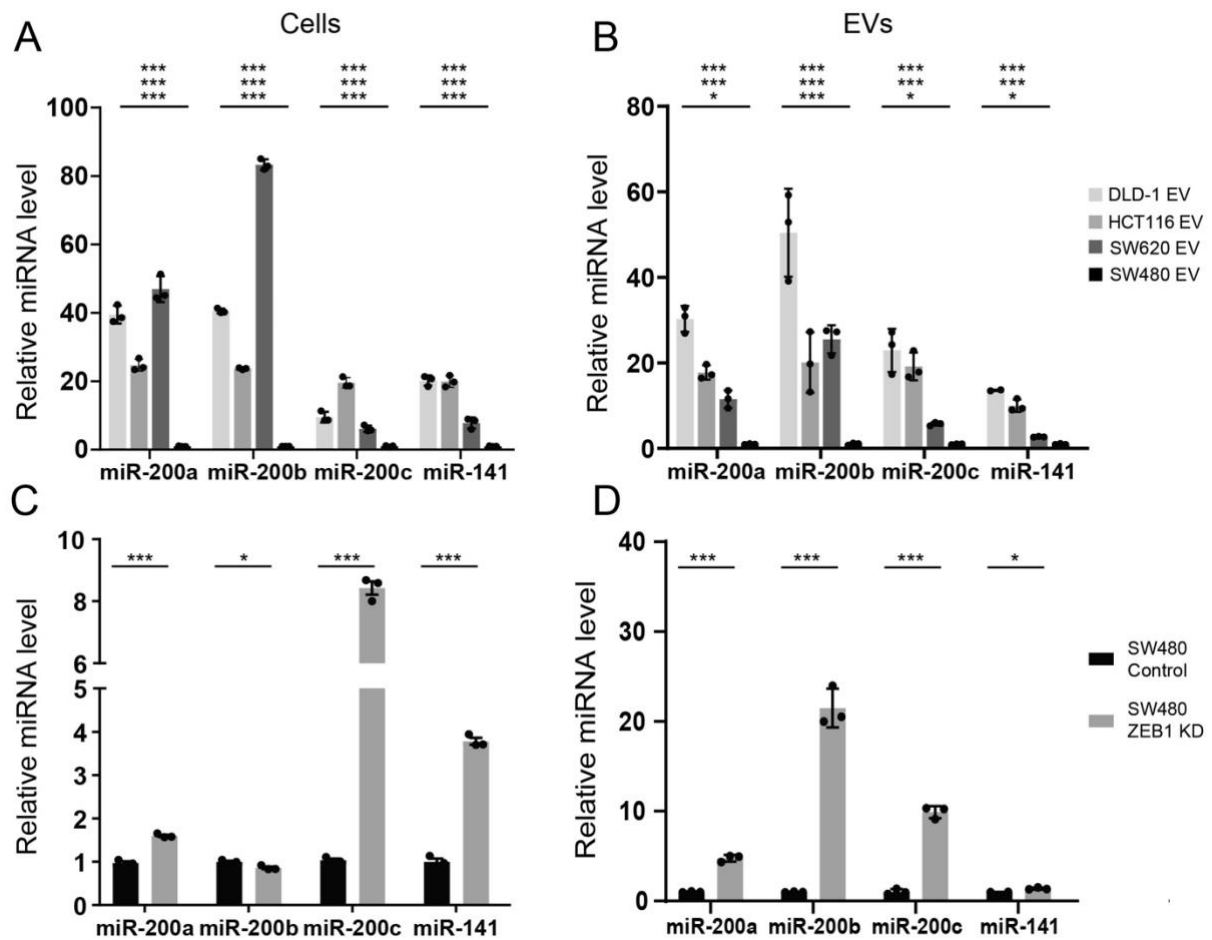 A
Cells
*** *** *** ***
*** *** *** ***
*** *** *** ***
Relative miRNA level
100
80
60
40
20
0
miR-200a miR-200b miR-200c miR-141
B
EVs
*** *** *** ***
*** *** *** ***
* *** * *
Relative miRNA level
80
60
40
20
0
miR-200a miR-200b miR-200c miR-141
DLD-1 EV
HCT116 EV
SW620 EV
SW480 EV
C
*** * *** ***
Relative miRNA level
10
8
6
5
4
3
2
1
0
miR-200a miR-200b miR-200c miR-141
D
*** *** *** *
Relative miRNA level
40
30
20
10
0
miR-200a miR-200b miR-200c miR-141
SW480
Control
SW480
ZEB1 KD